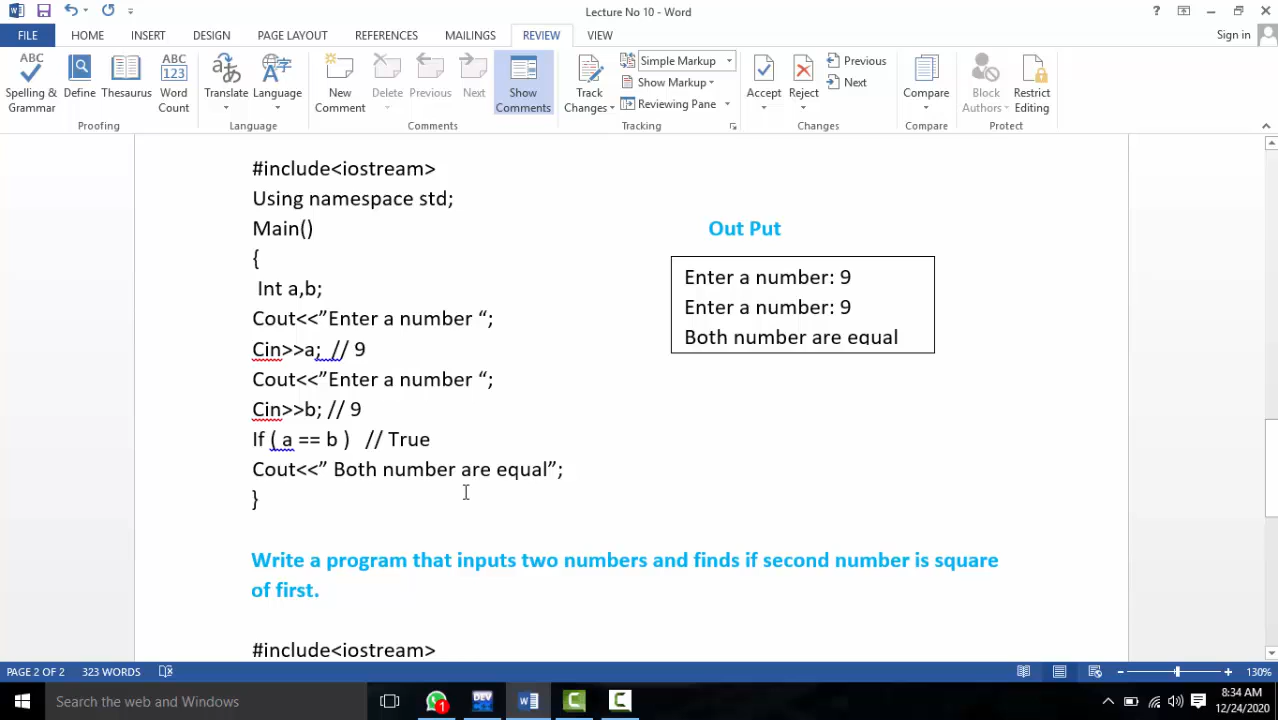 Lecture No 10 - Word
FILE HOME INSERT DESIGN PAGE LAYOUT REFERENCES MAILINGS REVIEW VIEW Sign in
ABC ABC 123
Spelling & Grammar Define Thesaurus Word Count Translate Language New Comment Delete Previous Next Show Comments Track Changes Simple Markup Show Markup Reviewing Pane Accept Reject Previous Next Compare Block Authors Restrict Editing
Proofing Language Comments Tracking Changes Compare Protect
#include<iostream>
Using namespace std;
Main()
{
Int a,b;
Cout<<”Enter a number “;
Cin>>a; // 9
Cout<<”Enter a number “;
Cin>>b; // 9
If ( a == b ) // True
Cout<<” Both number are equal”;
}
Out Put
Enter a number: 9
Enter a number: 9
Both number are equal
Write a program that inputs two numbers and finds if second number is square
of first.
#include<iostream>
PAGE 2 OF 2 323 WORDS 130%
Search the web and Windows
DEV
1
8:34 AM
12/24/2020